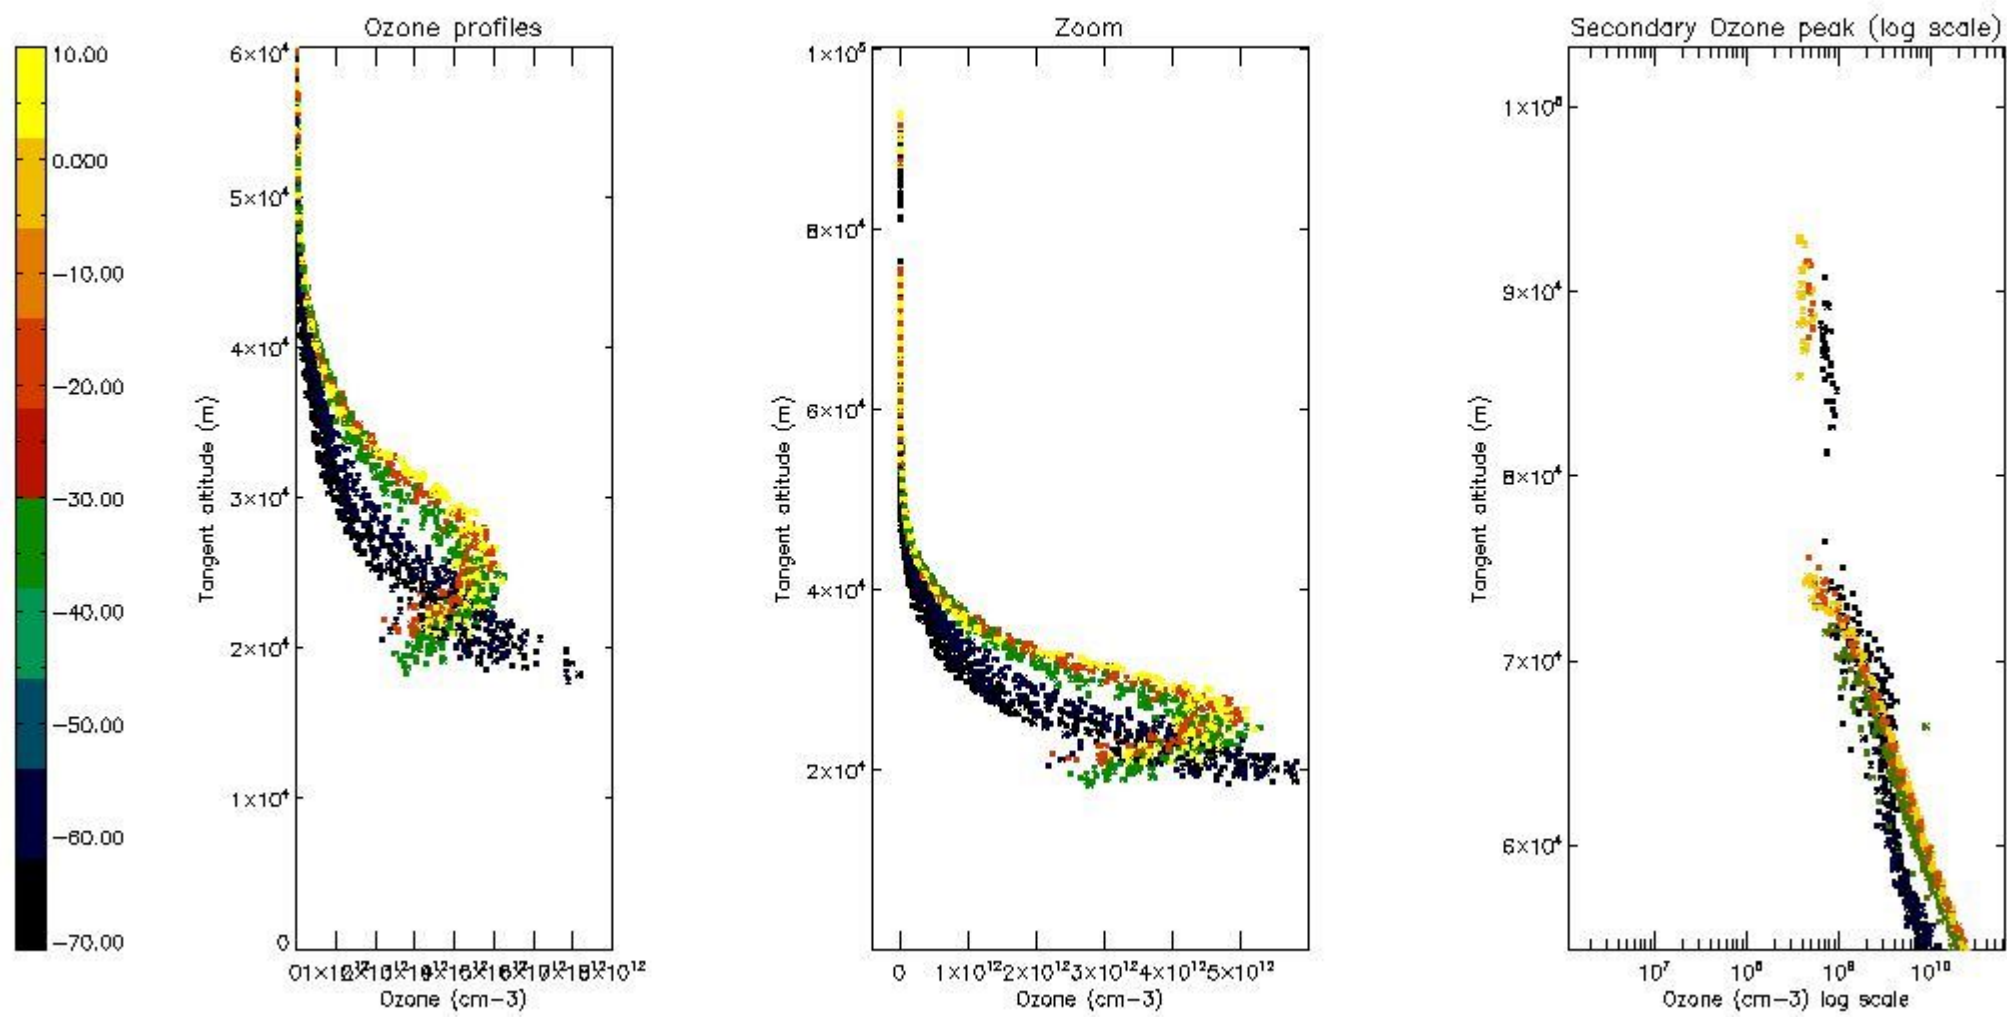 Ozone profiles
Zoom
Secondary Ozone peak (log scale)
10.00
0.000
−10.00
−20.00
−30.00
−40.00
−50.00
−60.00
−70.00
6×10⁴
5×10⁴
4×10⁴
3×10⁴
2×10⁴
1×10⁴
0
Tangent altitude (m)
Ozone (cm−3)
1×10⁵
8×10⁴
6×10⁴
4×10⁴
2×10⁴
Tangent altitude (m)
0 1×10¹² 2×10¹² 3×10¹² 4×10¹² 5×10¹²
Ozone (cm−3)
9×10⁴
8×10⁴
7×10⁴
6×10⁴
Tangent altitude (m)
10⁷ 10⁸ 10⁹ 10¹⁰
Ozone (cm−3) log scale